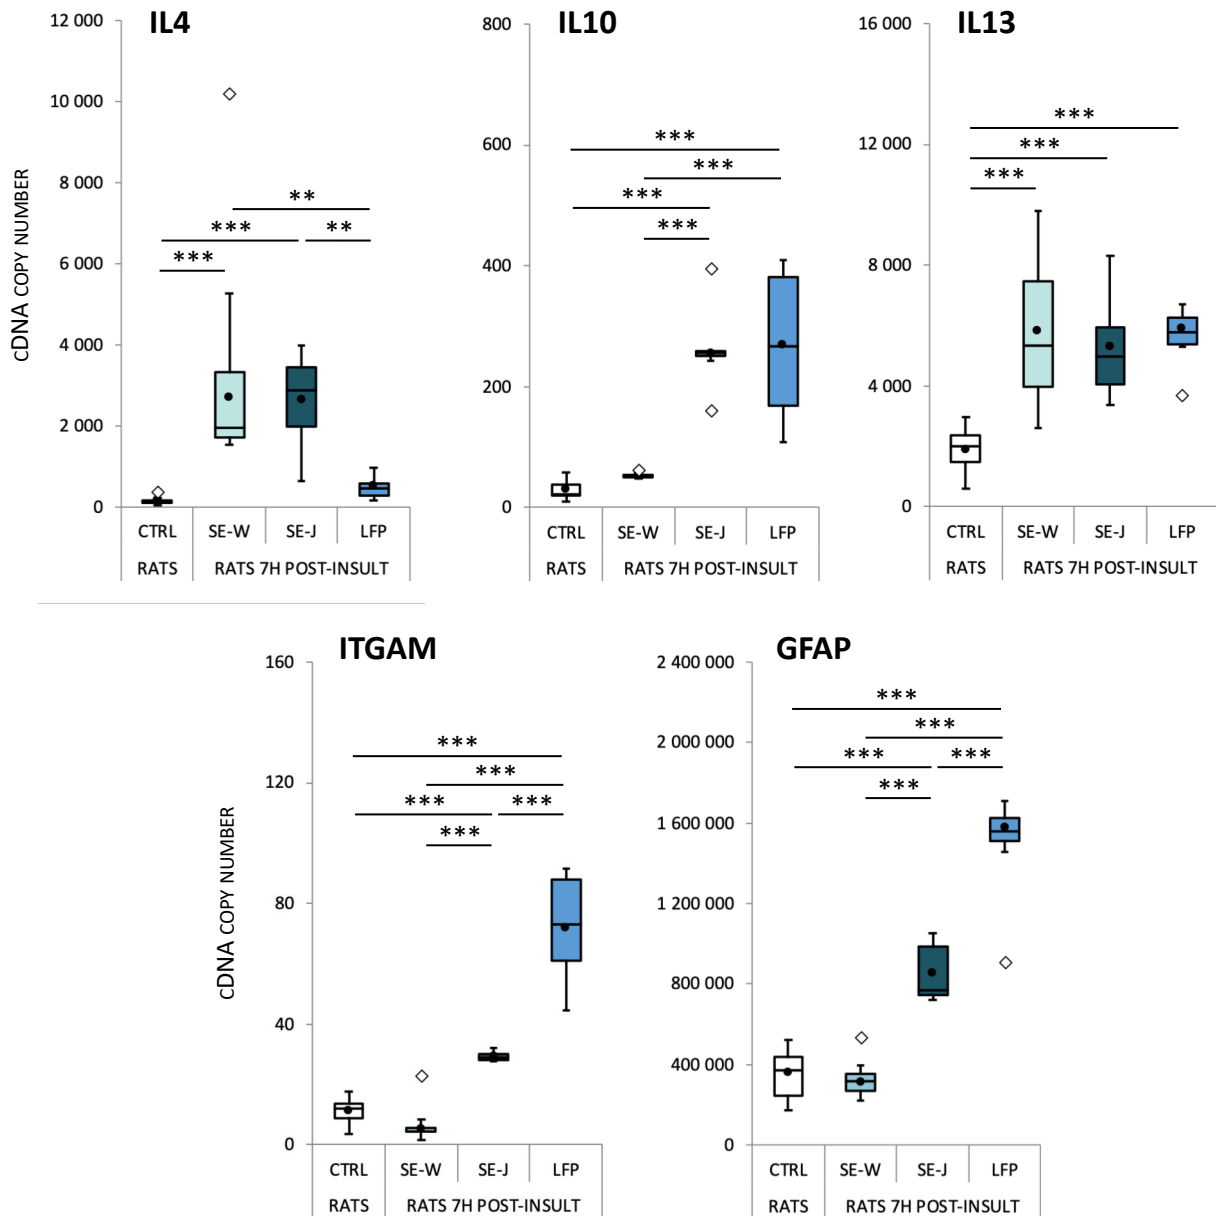 IL4
12 000
10 000
8 000
6 000
4 000
2 000
0
cDNA COPY NUMBER
**
*** **
***
CTRL SE-W SE-J LFP
RATS RATS 7H POST-INSULT
IL10
800
600
400
200
0
***
***
***
***
CTRL SE-W SE-J LFP
RATS RATS 7H POST-INSULT
IL13
16 000
12 000
8 000
4 000
0
***
***
***
CTRL SE-W SE-J LFP
RATS RATS 7H POST-INSULT
ITGAM
160
120
80
40
0
cDNA COPY NUMBER
***
***
*** ***
***
CTRL SE-W SE-J LFP
RATS RATS 7H POST-INSULT
GFAP
2 400 000
2 000 000
1 600 000
1 200 000
800 000
400 000
0
***
***
*** ***
***
CTRL SE-W SE-J LFP
RATS RATS 7H POST-INSULT